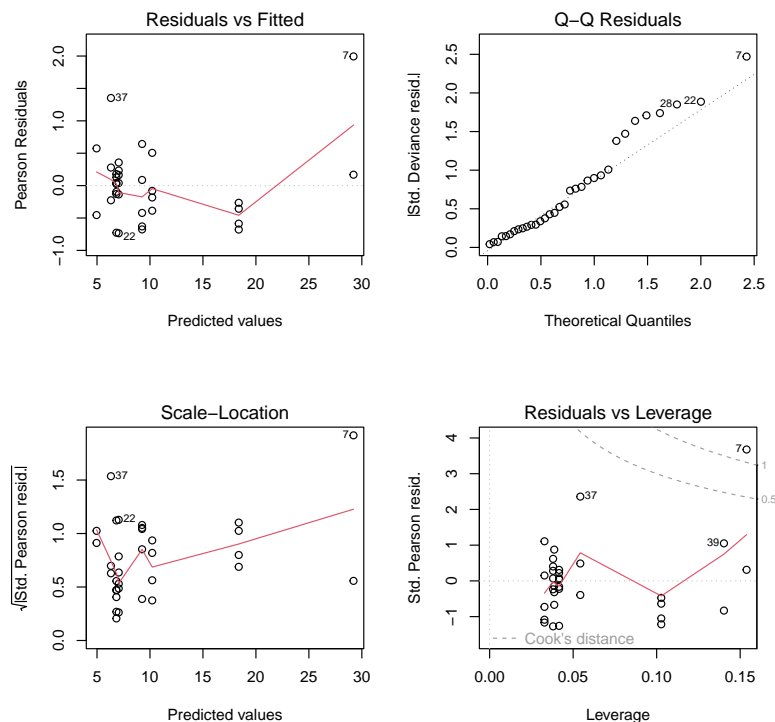 Residuals vs Fitted
Pearson Residuals
2.0
1.0
0.0
−1.0
7
37
22
5 10 15 20 25 30
Predicted values
Q−Q Residuals
|Std. Deviance resid.|
2.5
2.0
1.5
1.0
0.5
0.0
7
28
22
0.0 0.5 1.0 1.5 2.0 2.5
Theoretical Quantiles
Scale−Location
√|Std. Pearson resid.|
1.5
1.0
0.5
0.0
7
37
22
5 10 15 20 25 30
Predicted values
Residuals vs Leverage
Std. Pearson resid.
4
3
2
1
0
−1
7
37
39
1
0.5
Cook's distance
0.00 0.05 0.10 0.15
Leverage